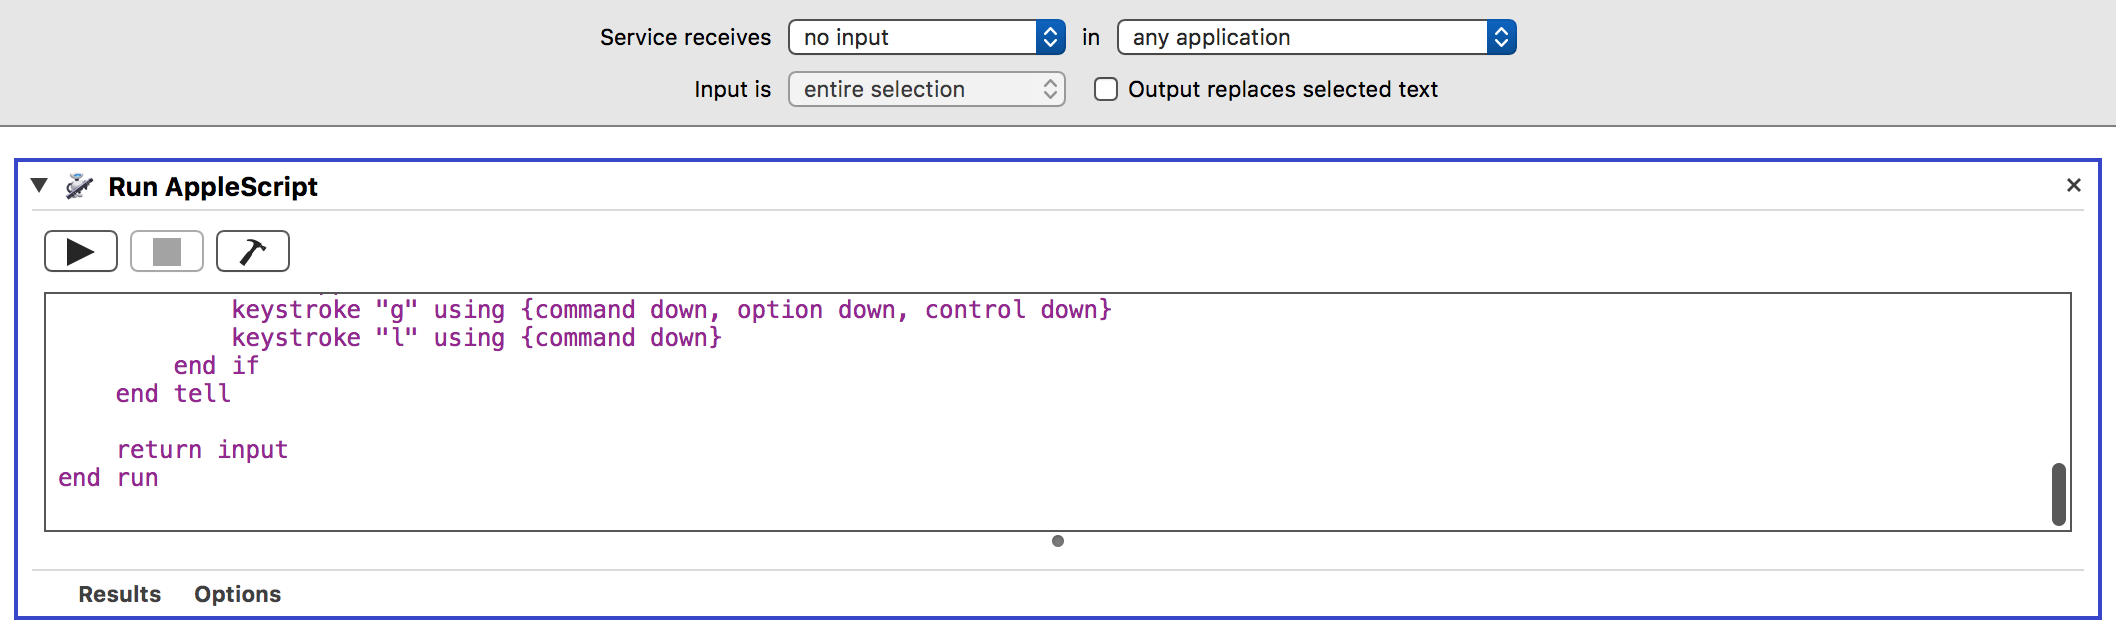 Service receives no input in any application
Input is entire selection Output replaces selected text
Run AppleScript
keystroke "g" using {command down, option down, control down}
keystroke "l" using {command down}
end if
end tell
return input
end run
Results Options